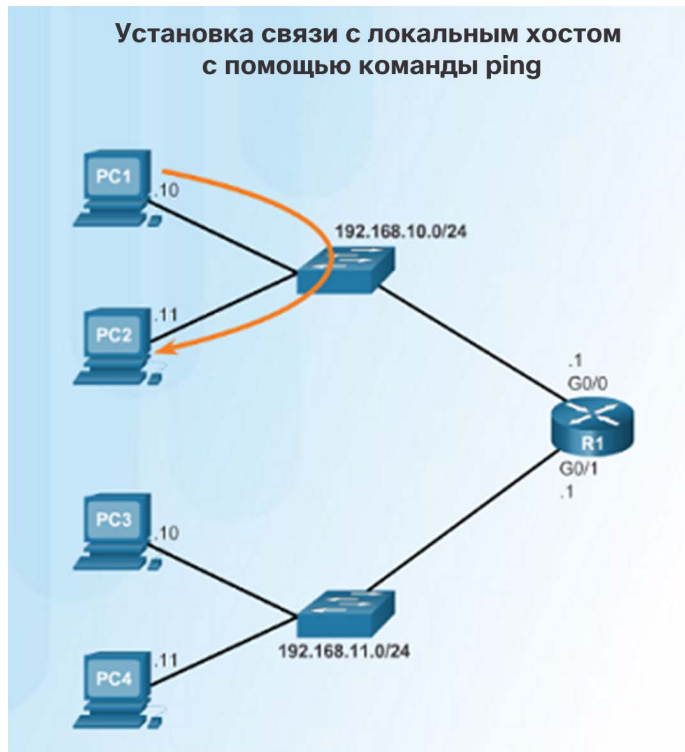 Установка связи с локальным хостом
с помощью команды ping
PC1
.10
192.168.10.0/24
.11
PC2
.1
G0/0
R1
G0/1
.1
PC3
.10
192.168.11.0/24
.11
PC4